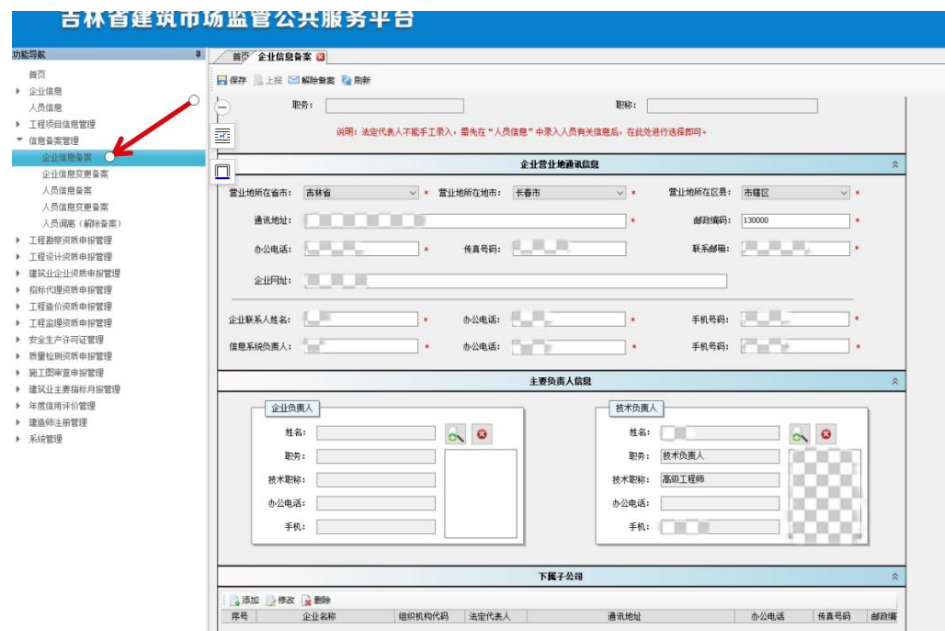 吉林省建筑市场监管公共服务平台
功能导航
首页
企业信息
人员信息
工程项目信息管理
信息备案管理
企业信息备案
企业信息变更备案
人员信息备案
人员信息变更备案
人员调离（解除备案）
工程勘察资质申报管理
工程设计资质申报管理
建筑业企业资质申报管理
招标代理资质申报管理
工程造价资质申报管理
工程监理资质申报管理
安全生产许可证管理
质量检测资质申报管理
施工图审查申报管理
建筑业主要指标月报管理
年度信用评价管理
建造师注册管理
系统管理
首页 企业信息备案
保存 上报 解除备案 刷新
职务： 职称：
说明：法定代表人不能手工录入，需先在“人员信息”中录入人员有关信息后，在此处进行选择即可。
企业营业地通讯信息
营业地所在省市： 吉林省 * 营业地所在地市： 长春市 * 营业地所在区县： 市辖区 *
通讯地址： * 邮政编码： 130000 *
办公电话： * 传真号码： 联系邮箱： *
企业网址：
企业联系人姓名： * 办公电话： * 手机号码： *
信息系统负责人： * 办公电话： * 手机号码： *
主要负责人信息
企业负责人
姓名：
职务：
技术职称：
办公电话：
手机：
技术负责人
姓名：
职务： 技术负责人
技术职称： 高级工程师
办公电话：
手机：
下属子公司
添加 修改 删除
序号 企业名称 组织机构代码 法定代表人 通讯地址 办公电话 传真号码 邮政编